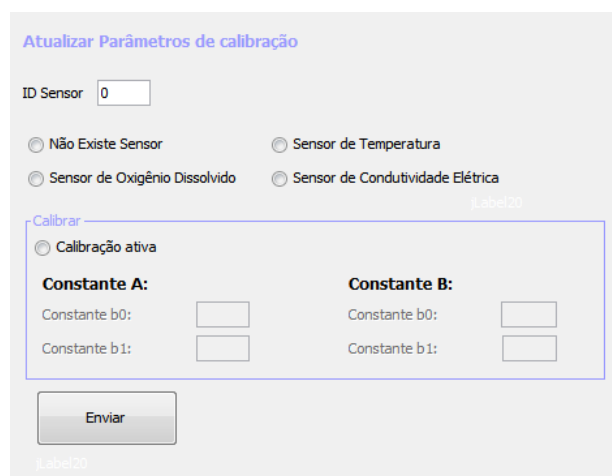 Atualizar Parâmetros de calibração
ID Sensor 0
Não Existe Sensor Sensor de Temperatura
Sensor de Oxigênio Dissolvido Sensor de Condutividade Elétrica
jLabel20
Calibrar
Calibração ativa
Constante A: Constante B:
Constante b0: Constante b0:
Constante b1: Constante b1:
Enviar
jLabel20